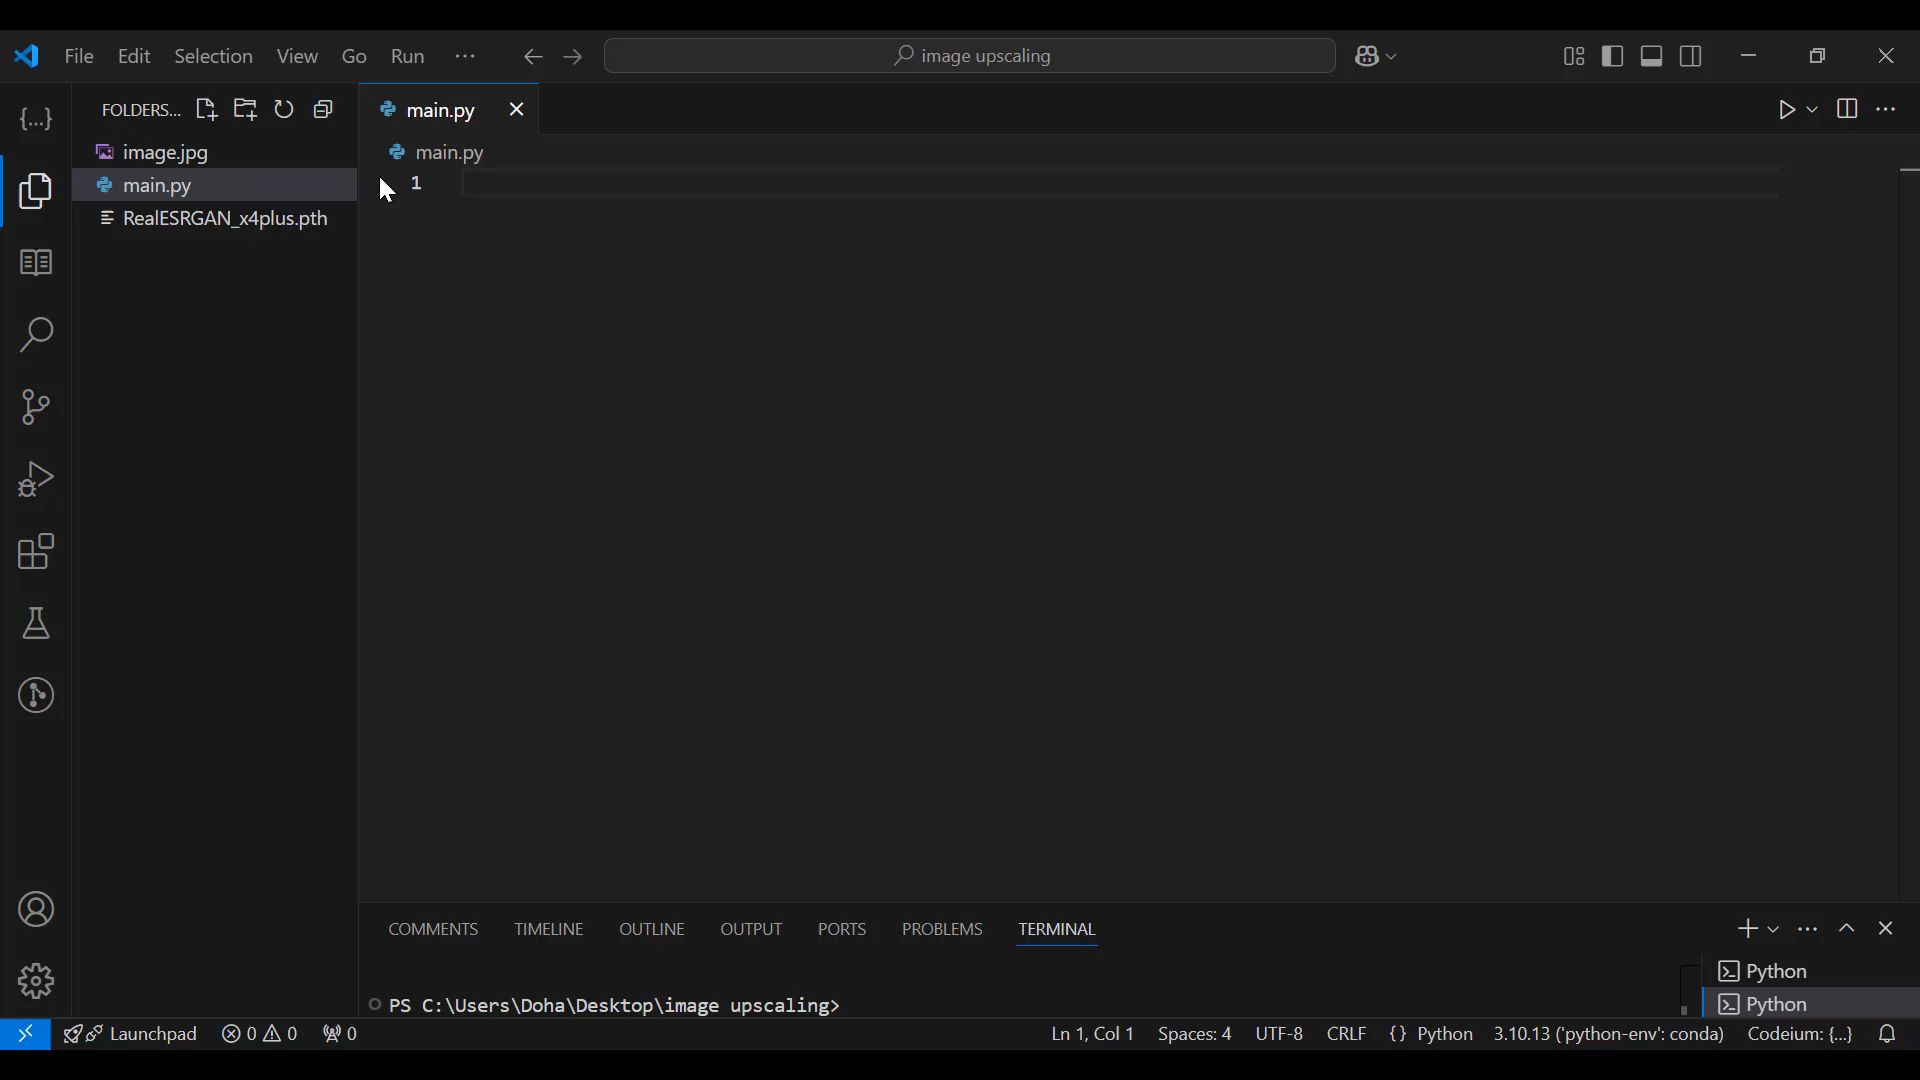 File Edit Selection View Go Run ··· image upscaling
FOLDERS...
image.jpg
main.py
RealESRGAN_x4plus.pth
main.py
main.py
1
COMMENTS TIMELINE OUTLINE OUTPUT PORTS PROBLEMS TERMINAL
PS C:\Users\Doha\Desktop\image upscaling>
Python
Python
Launchpad 0 0 0 Ln 1, Col 1 Spaces: 4 UTF-8 CRLF {} Python 3.10.13 ('python-env': conda) Codeium: {...}